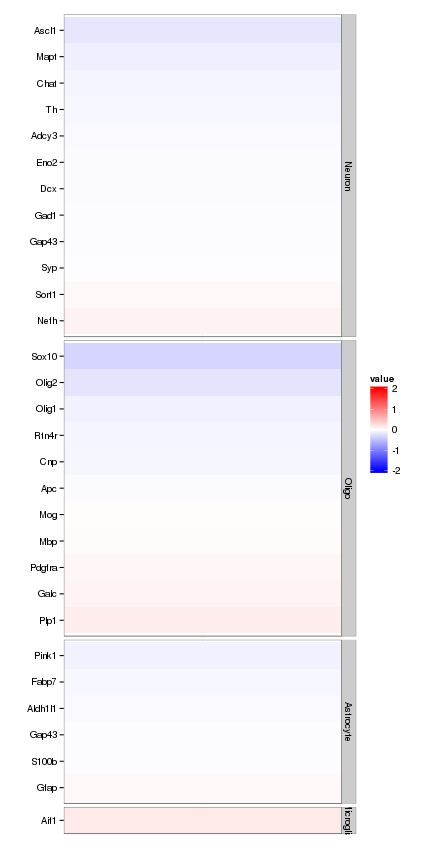 Ascl1
Mapt
Chat
Th
Adcy3
Eno2
Dcx
Gad1
Gap43
Syp
Sort1
Nefh
Neuron
Sox10
Olig2
Olig1
Rtn4r
Cnp
Apc
Mog
Mbp
Pdgfra
Galc
Plp1
Oligo
value
2
1
0
-1
-2
Pink1
Fabp7
Aldh1l1
Gap43
S100b
Gfap
Astrocyte
Aif1